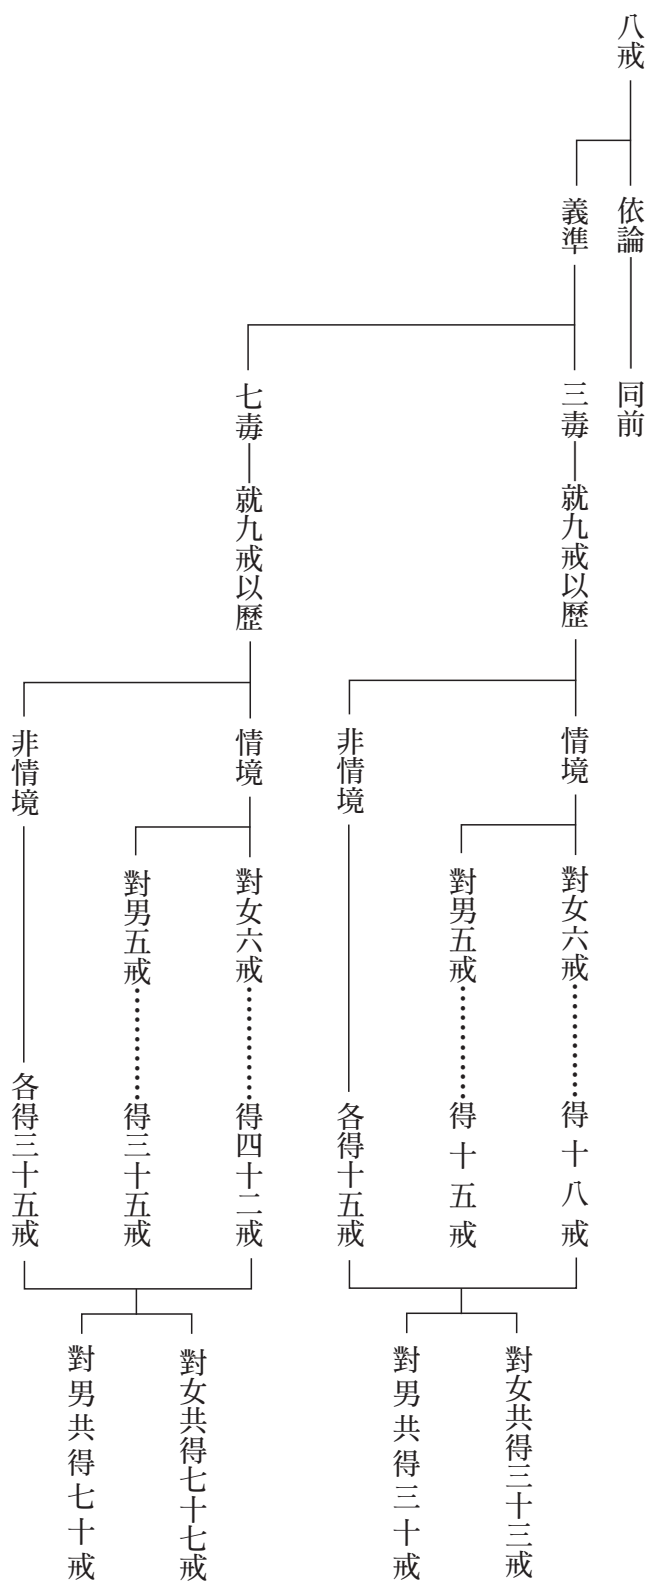 八戒
依論
同前
義準
三毒
就九戒以歷
情境
對女六戒
得十八戒
對男五戒
得十五戒
非情境
各得十五戒
對女共得三十三戒
對男共得三十戒
七毒
就九戒以歷
情境
對女六戒
得四十二戒
對男五戒
得三十五戒
非情境
各得三十五戒
對女共得七十七戒
對男共得七十戒